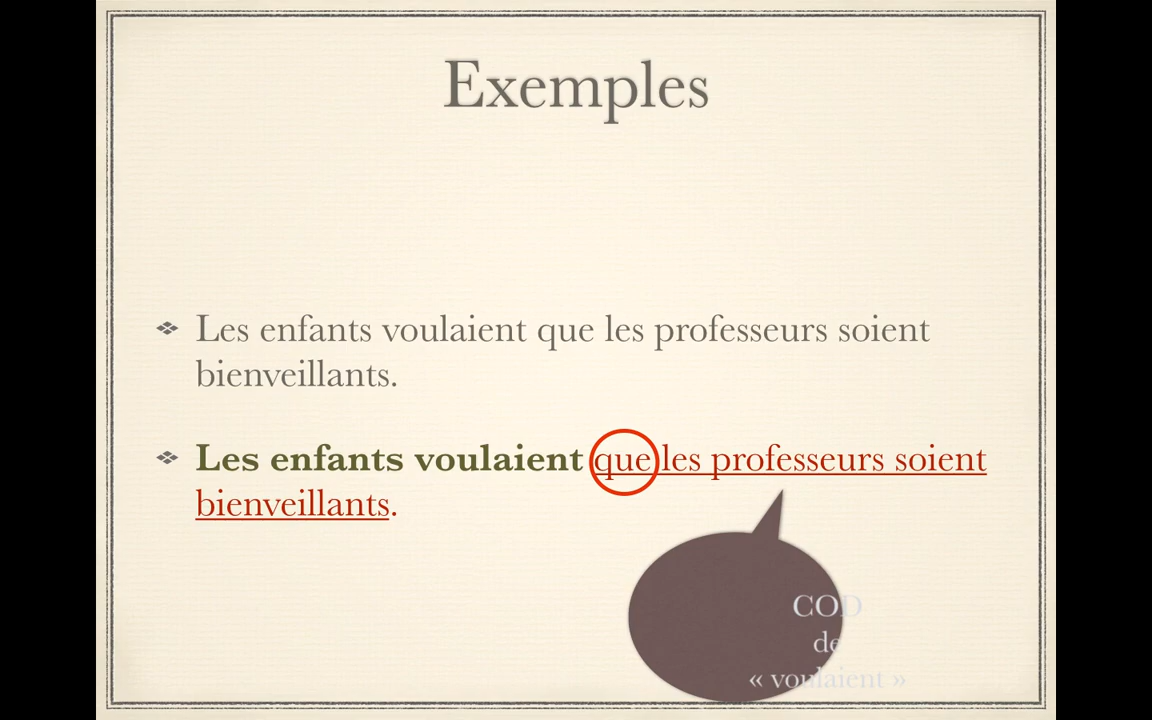 Exemples
Les enfants voulaient que les professeurs soient
bienveillants.
Les enfants voulaient que les professeurs soient
bienveillants.
COD
de
« voulaient »